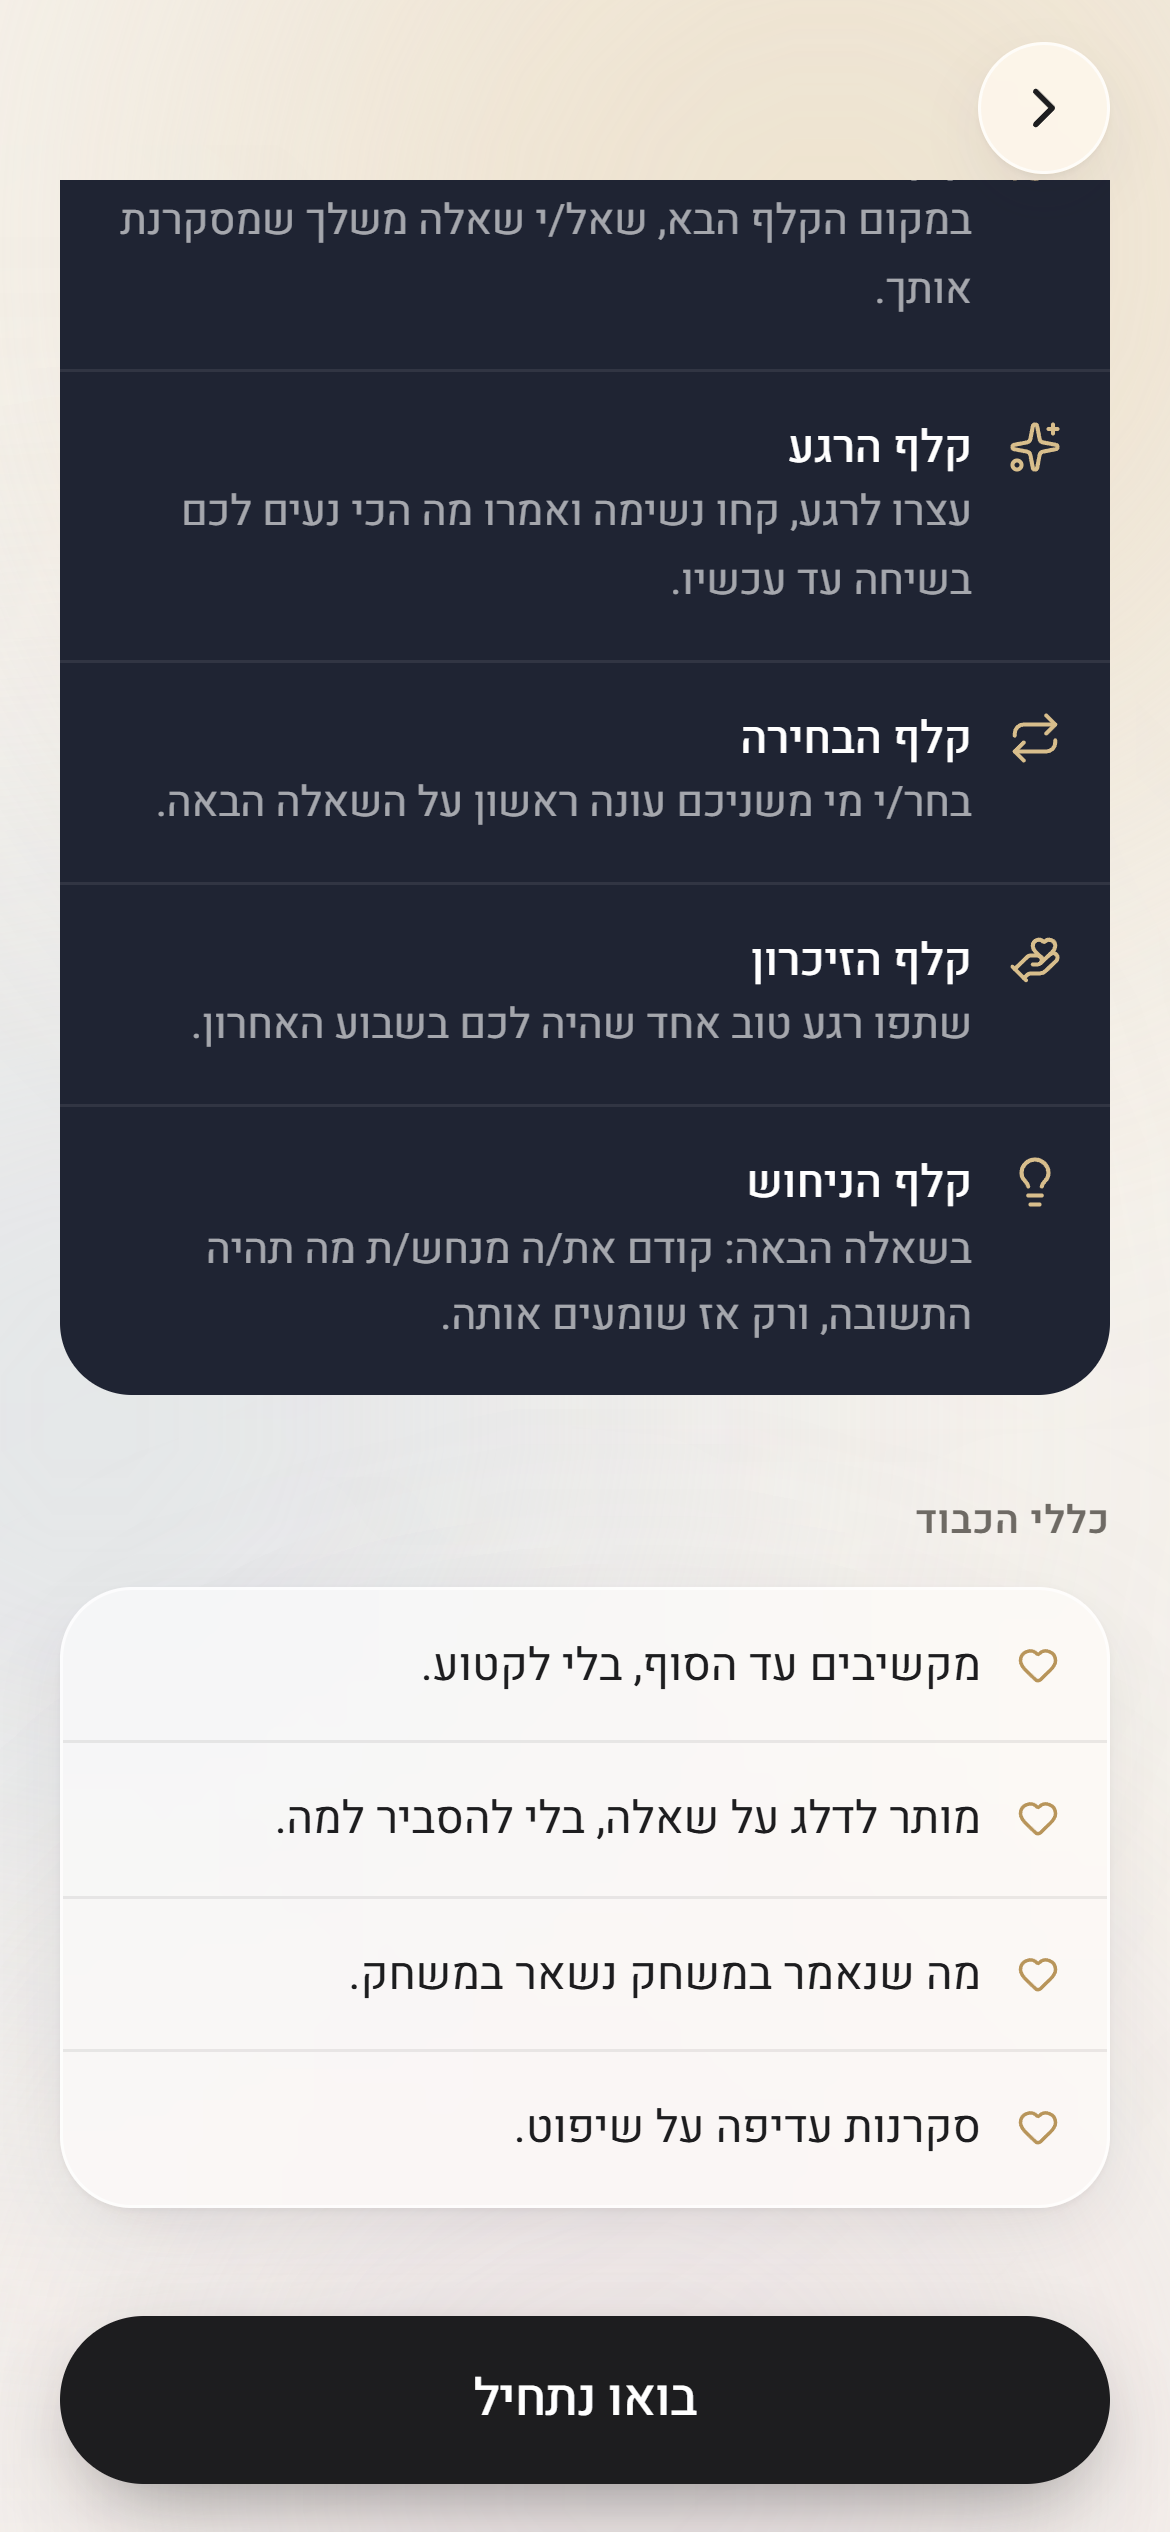 במקום הקלף הבא, שאל/י שאלה משלך שמסקרנת
אותך.
קלף הרגע
עצרו לרגע, קחו נשימה ואמרו מה הכי נעים לכם
בשיחה עד עכשיו.
קלף הבחירה
בחר/י מי משניכם עונה ראשון על השאלה הבאה.
קלף הזיכרון
שתפו רגע טוב אחד שהיה לכם בשבוע האחרון.
קלף הניחוש
בשאלה הבאה: קודם את/ה מנחש/ת מה תהיה
התשובה, ורק אז שומעים אותה.
כללי הכבוד
מקשיבים עד הסוף, בלי לקטוע.
מותר לדלג על שאלה, בלי להסביר למה.
מה שנאמר במשחק נשאר במשחק.
סקרנות עדיפה על שיפוט.
בואו נתחיל